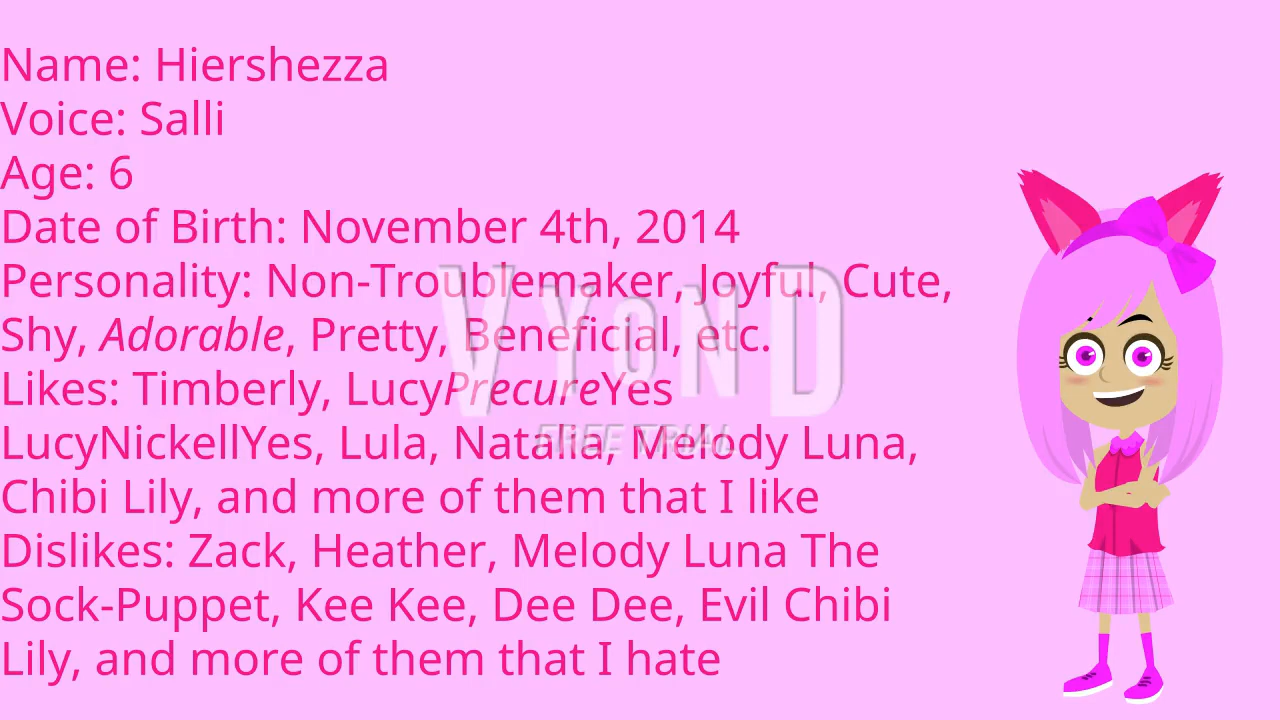 Name: Hiershezza
Voice: Salli
Age: 6
Date of Birth: November 4th, 2014
Personality: Non-Troublemaker, Joyful, Cute,
Shy, Adorable, Pretty, Beneficial, etc.
Likes: Timberly, LucyPrecureYes
LucyNickellYes, Lula, Natalia, Melody Luna,
Chibi Lily, and more of them that I like
Dislikes: Zack, Heather, Melody Luna The
Sock-Puppet, Kee Kee, Dee Dee, Evil Chibi
Lily, and more of them that I hate
VYOND
FREE TRIAL